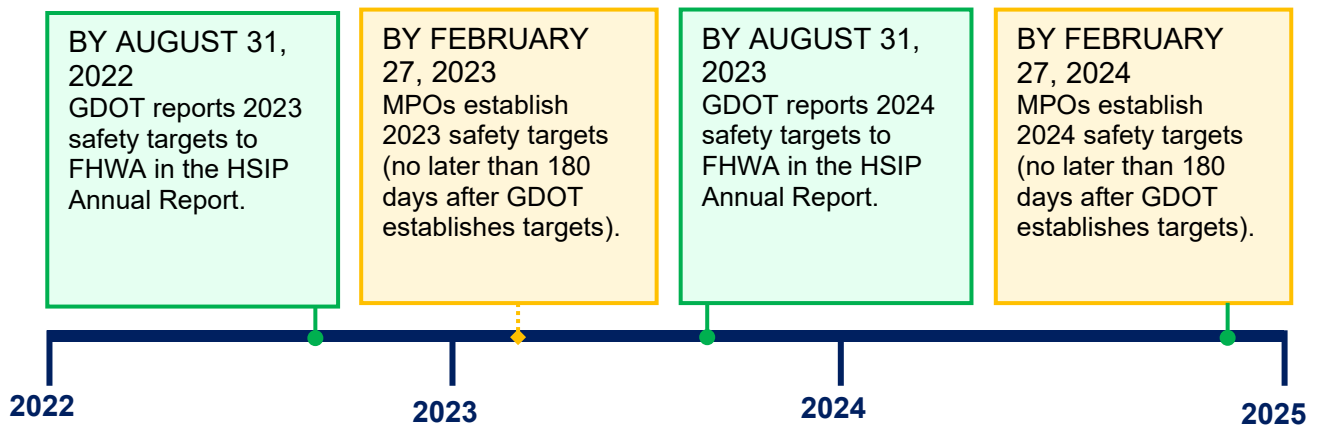 BY AUGUST 31,
2022
GDOT reports 2023
safety targets to
FHWA in the HSIP
Annual Report.
BY FEBRUARY
27, 2023
MPOs establish
2023 safety targets
(no later than 180
days after GDOT
establishes targets).
BY AUGUST 31,
2023
GDOT reports 2024
safety targets to
FHWA in the HSIP
Annual Report.
BY FEBRUARY
27, 2024
MPOs establish
2024 safety targets
(no later than 180
days after GDOT
establishes targets).
2022
2023
2024
2025